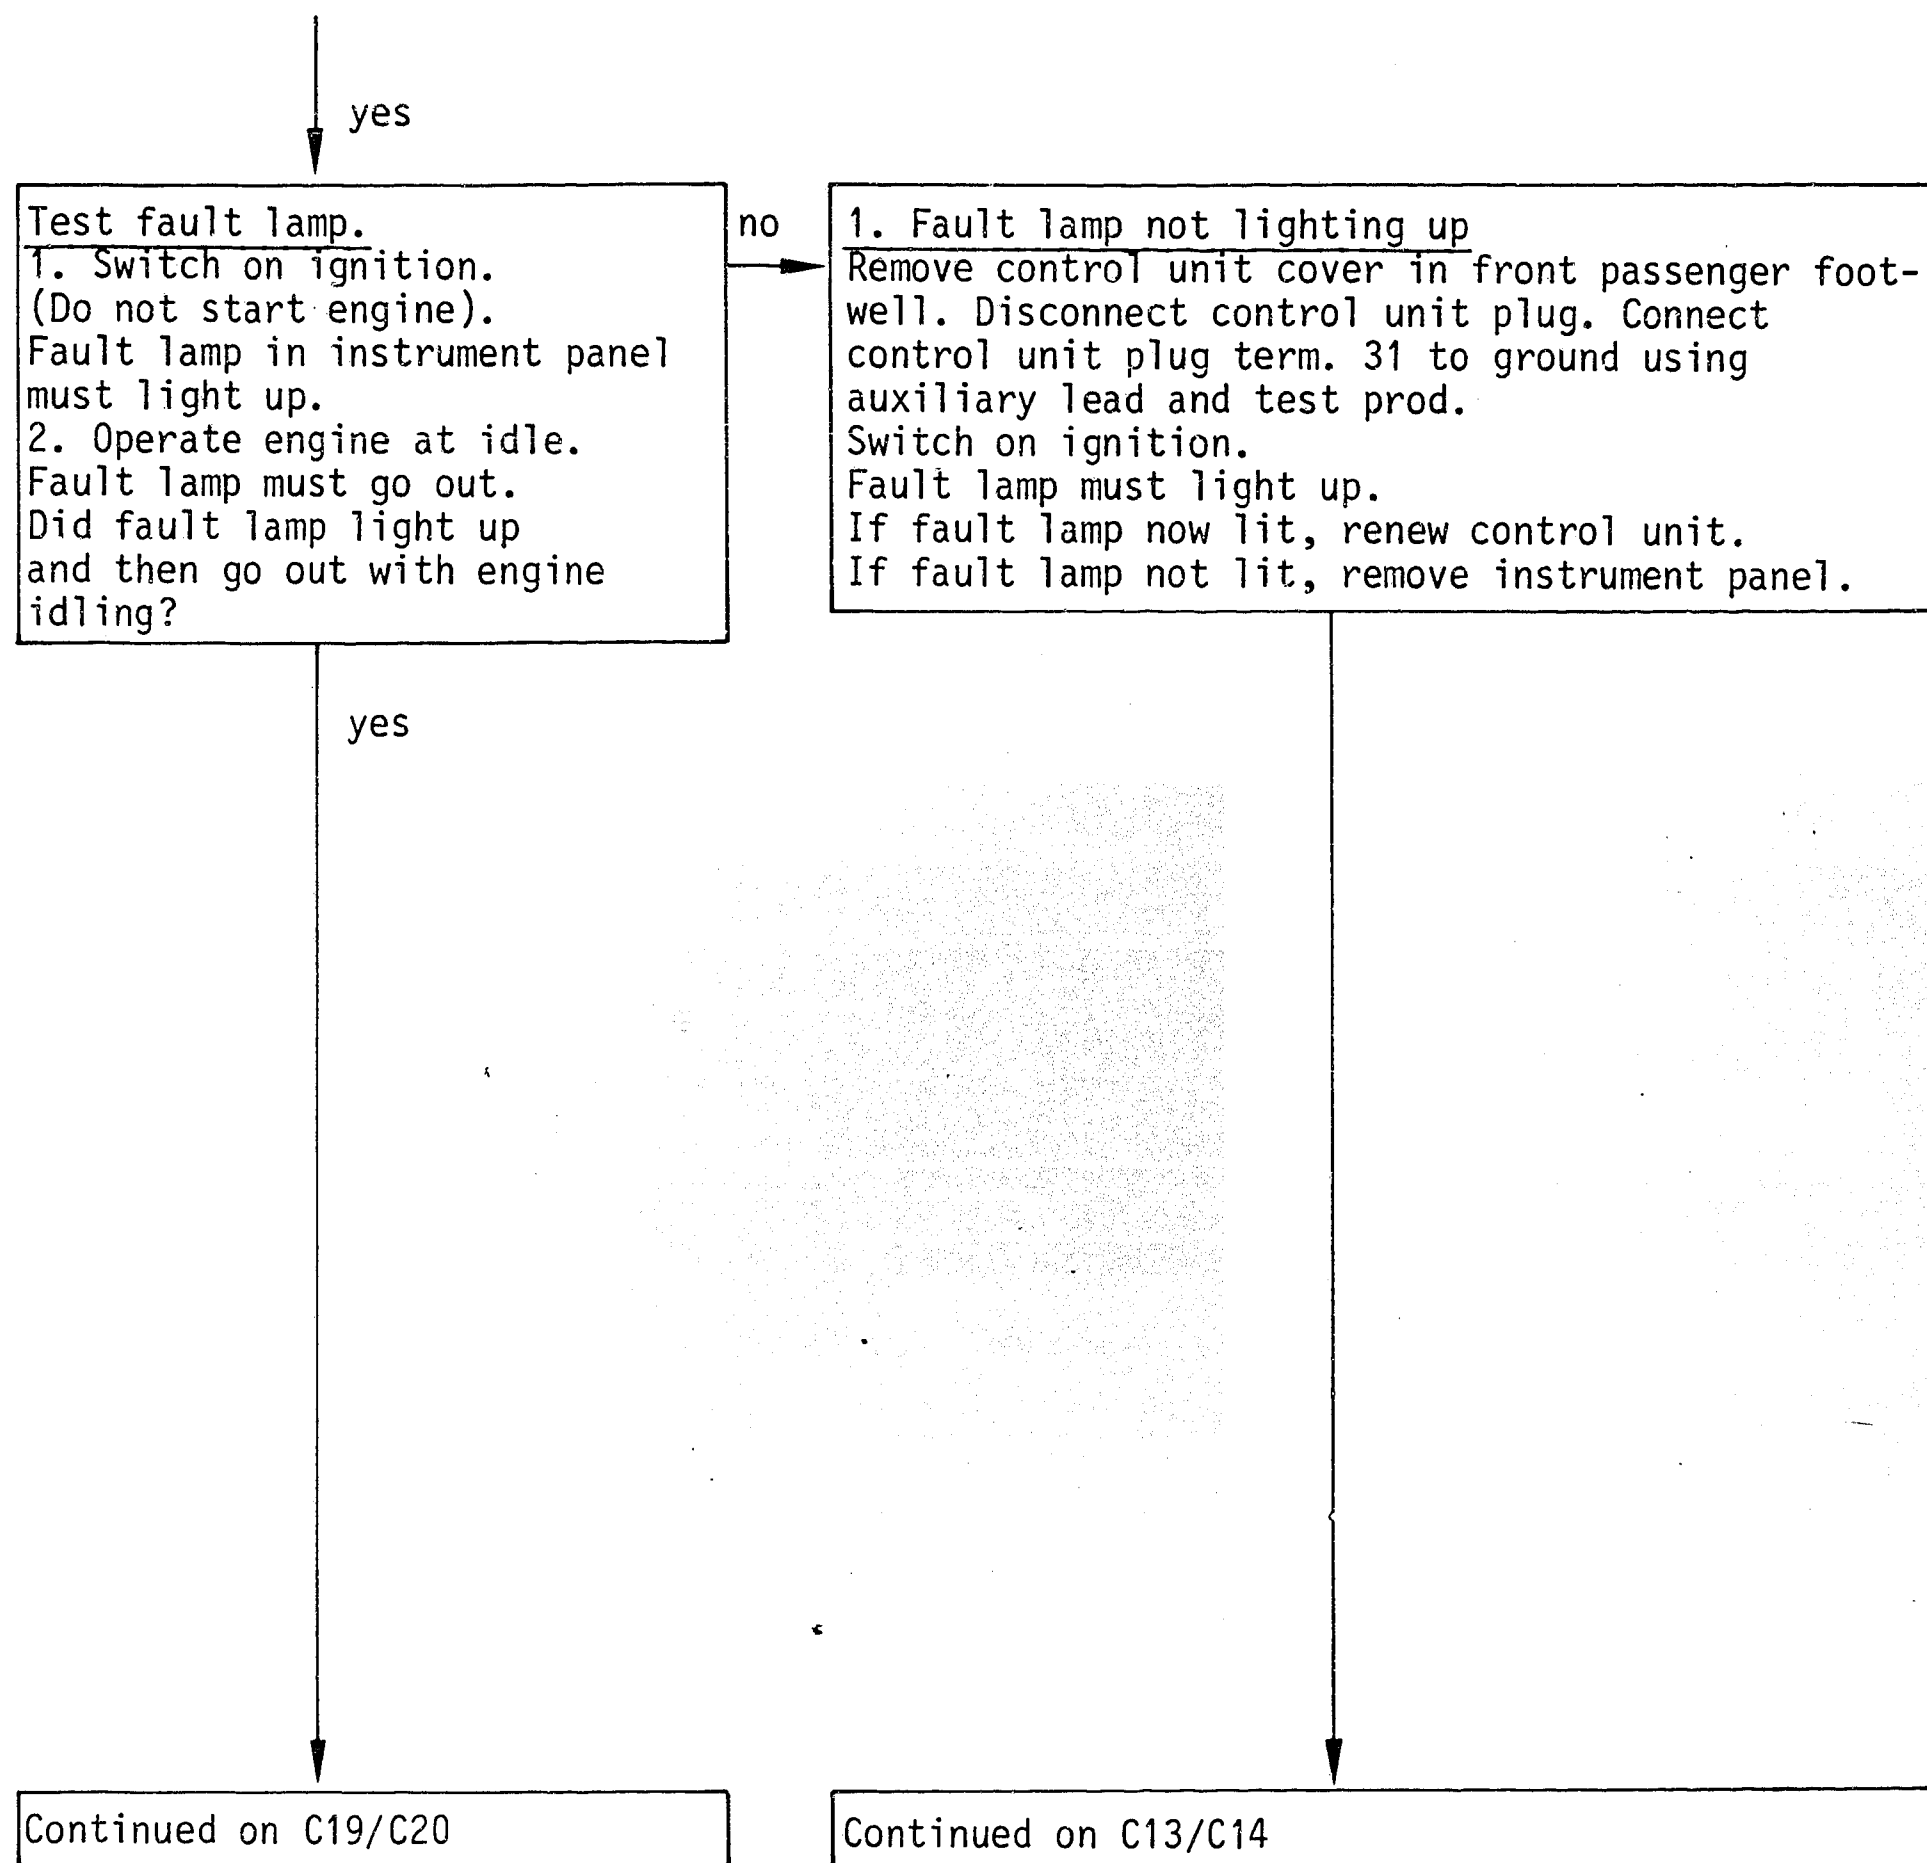 yes
Test fault lamp.
1. Switch on ignition.
(Do not start engine).
Fault lamp in instrument panel
must light up.
2. Operate engine at idle.
Fault lamp must go out.
Did fault lamp light up
and then go out with engine
idling?
no
1. Fault lamp not lighting up
Remove control unit cover in front passenger foot-
well. Disconnect control unit plug. Connect
control unit plug term. 31 to ground using
auxiliary lead and test prod.
Switch on ignition.
Fault lamp must light up.
If fault lamp now lit, renew control unit.
If fault lamp not lit, remove instrument panel.
yes
Continued on C19/C20
Continued on C13/C14